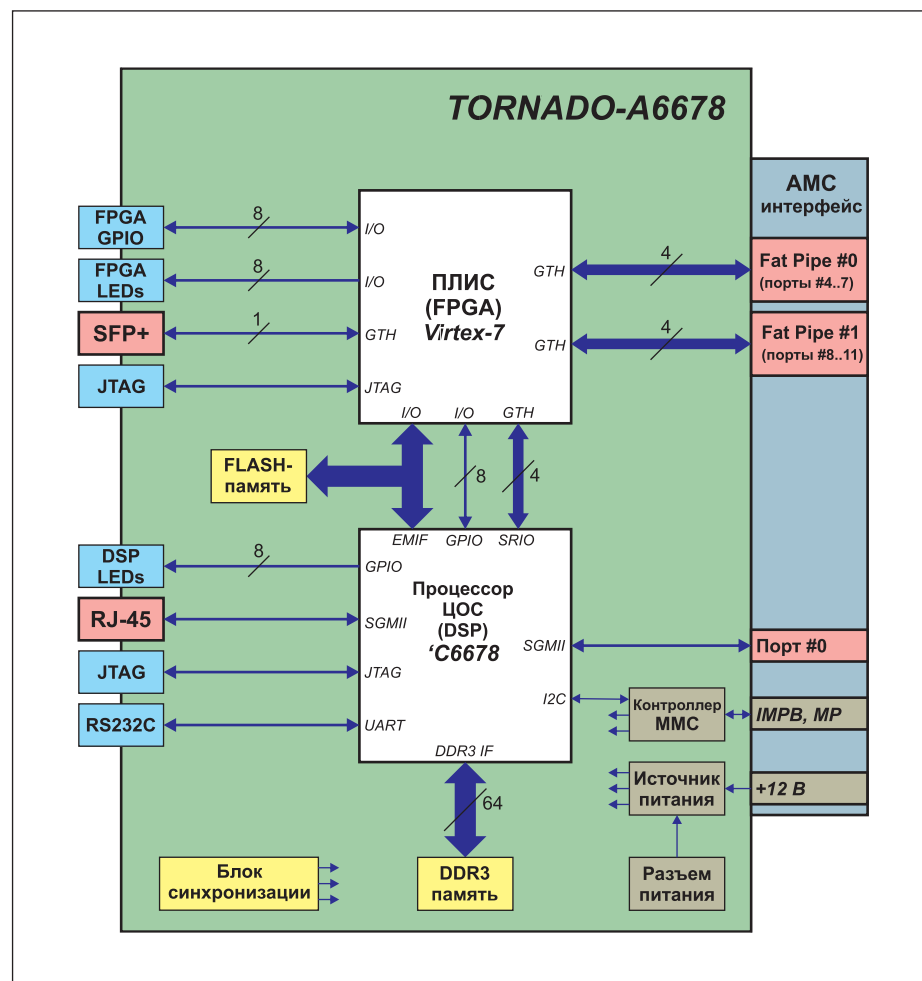 TORNADO-A6678
АМС
интерфейс
FPGA
GPIO
8
I/O
FPGA
LEDs
8
I/O
SFP+
1
GTH
JTAG
JTAG
ПЛИС
(FPGA)
Virtex-7
GTH
4
Fat Pipe #0
(порты #4..7)
GTH
4
Fat Pipe #1
(порты #8..11)
I/O
I/O
GTH
FLASH-
память
8
4
EMIF
GPIO
SRIO
DSP
LEDs
8
GPIO
RJ-45
SGMII
JTAG
JTAG
RS232C
UART
Процессор
ЦОС
(DSP)
‘C6678
SGMII
Порт #0
I2C
Контроллер
ММС
IMPB, MP
DDR3 IF
64
Источник
питания
+12 В
Блок
синхронизации
DDR3
память
Разъем
питания